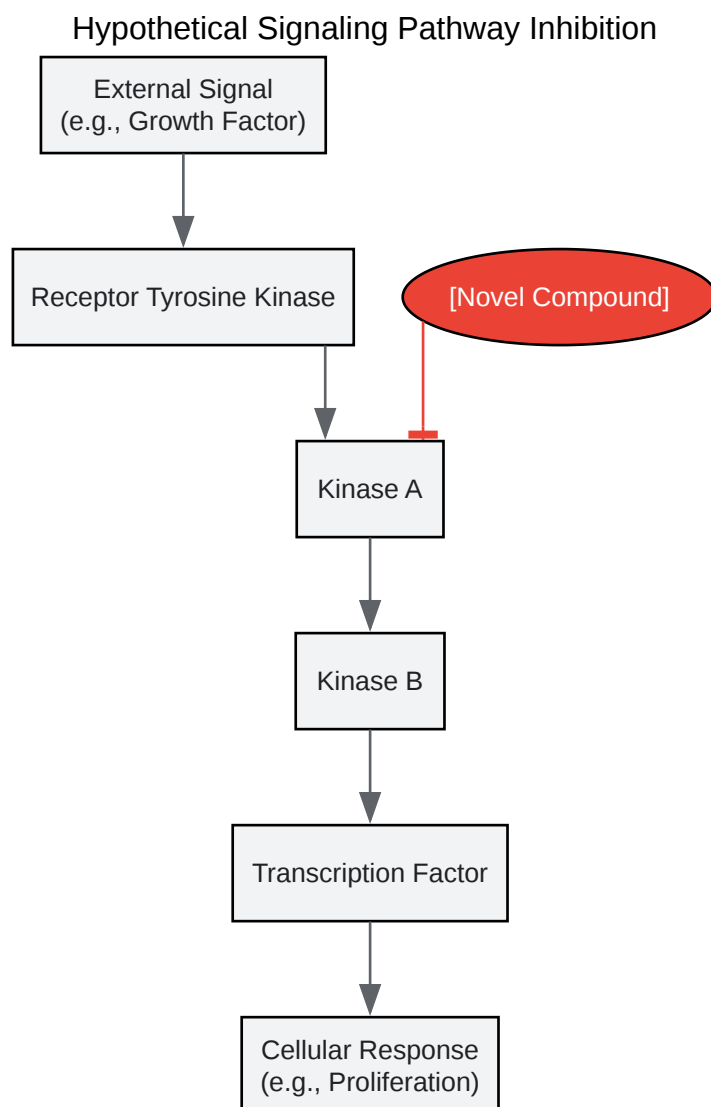 Hypothetical Signaling Pathway Inhibition
External Signal
(e.g., Growth Factor)
Receptor Tyrosine Kinase
[Novel Compound]
Kinase A
Kinase B
Transcription Factor
Cellular Response
(e.g., Proliferation)